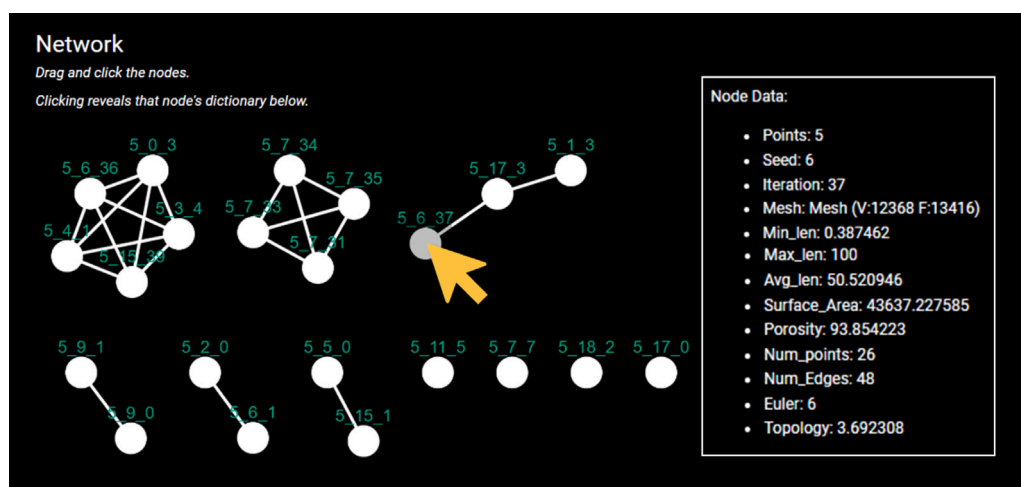 Network
Drag and click the nodes.
Clicking reveals that node's dictionary below.
5_0_3
5_6_36
5_3_4
5_4_1
5_15_39
5_7_34
5_7_35
5_7_33
5_7_31
5_1_3
5_17_3
5_6_37
5_9_1
5_9_0
5_2_0
5_6_1
5_5_0
5_15_1
5_11_5
5_7_7
5_18_2
5_17_0
Node Data:
• Points: 5
• Seed: 6
• Iteration: 37
• Mesh: Mesh (V:12368 F:13416)
• Min_len: 0.387462
• Max_len: 100
• Avg_len: 50.520946
• Surface_Area: 43637.227585
• Porosity: 93.854223
• Num_points: 26
• Num_Edges: 48
• Euler: 6
• Topology: 3.692308